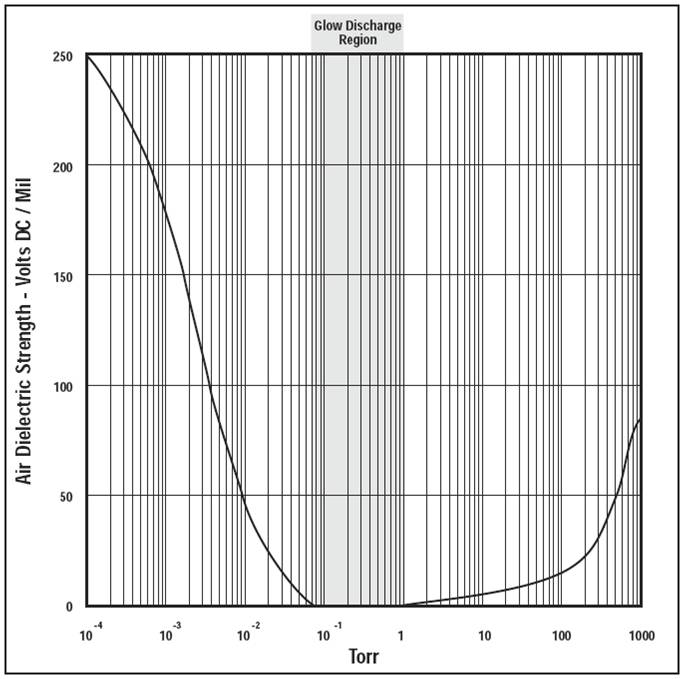 Glow Discharge
Region
Air Dielectric Strength - Volts DC / Mil
250
200
150
100
50
0
10⁻⁴ 10⁻³ 10⁻² 10⁻¹ 1 10 100 1000
Torr